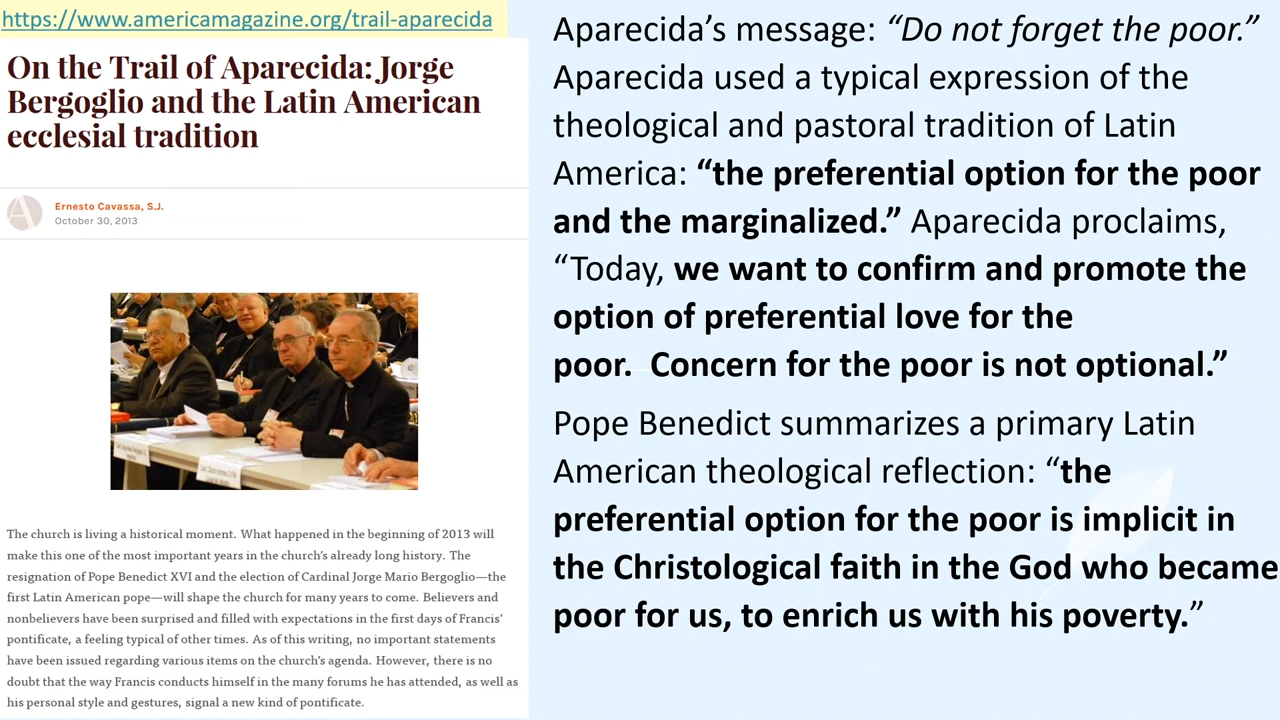 https://www.americamagazine.org/trail-aparecida
On the Trail of Aparecida: Jorge
Bergoglio and the Latin American
ecclesial tradition
Ernesto Cavassa, S.J.
October 30, 2013
The church is living a historical moment. What happened in the beginning of 2013 will
make this one of the most important years in the church's already long history. The
resignation of Pope Benedict XVI and the election of Cardinal Jorge Mario Bergoglio—the
first Latin American pope—will shape the church for many years to come. Believers and
nonbelievers have been surprised and filled with expectations in the first days of Francis'
pontificate, a feeling typical of other times. As of this writing, no important statements
have been issued regarding various items on the church's agenda. However, there is no
doubt that the way Francis conducts himself in the many forums he has attended, as well as
his personal style and gestures, signal a new kind of pontificate.
Aparecida’s message: “Do not forget the poor.”
Aparecida used a typical expression of the
theological and pastoral tradition of Latin
America: “the preferential option for the poor
and the marginalized.” Aparecida proclaims,
“Today, we want to confirm and promote the
option of preferential love for the
poor.  Concern for the poor is not optional.”
Pope Benedict summarizes a primary Latin
American theological reflection: “the
preferential option for the poor is implicit in
the Christological faith in the God who became
poor for us, to enrich us with his poverty.”